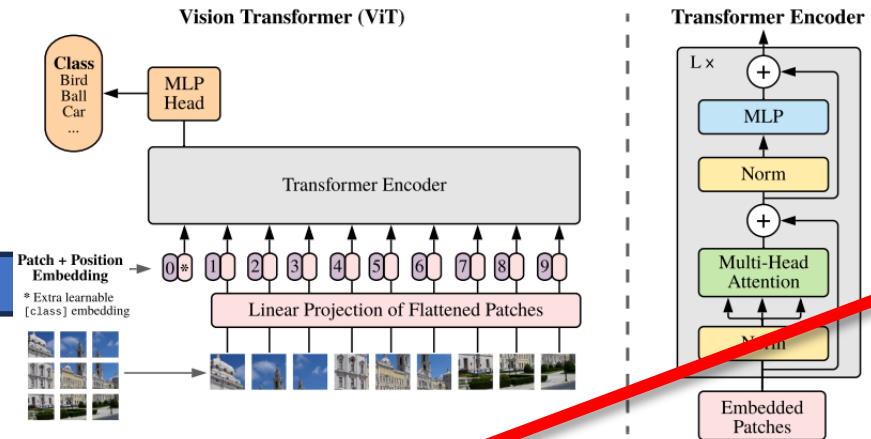 Vision Transformer (ViT)
Class
Bird
Ball
Car
...
MLP
Head
Transformer Encoder
Patch + Position
Embedding
* Extra learnable
[class] embedding
0 * 1 2 3 4 5 6 7 8 9
Linear Projection of Flattened Patches
Transformer Encoder
L ×
+
MLP
Norm
+
Multi-Head
Attention
Norm
Embedded
Patches